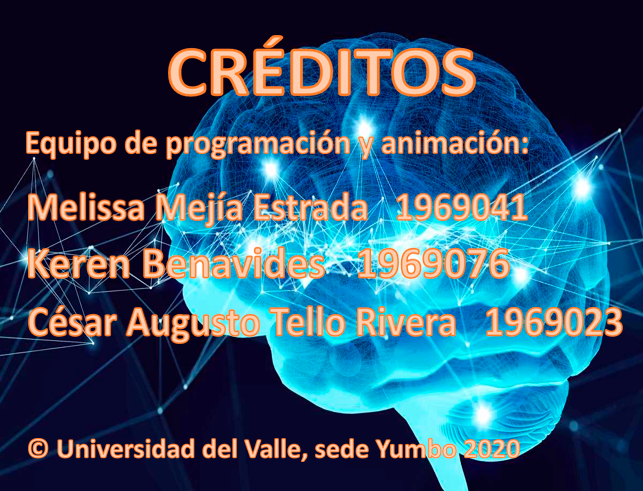 CRÉDITOS
Equipo de programación y animación:
Melissa Mejía Estrada 1969041
Keren Benavides 1969076
César Augusto Tello Rivera 1969023
© Universidad del Valle, sede Yumbo 2020